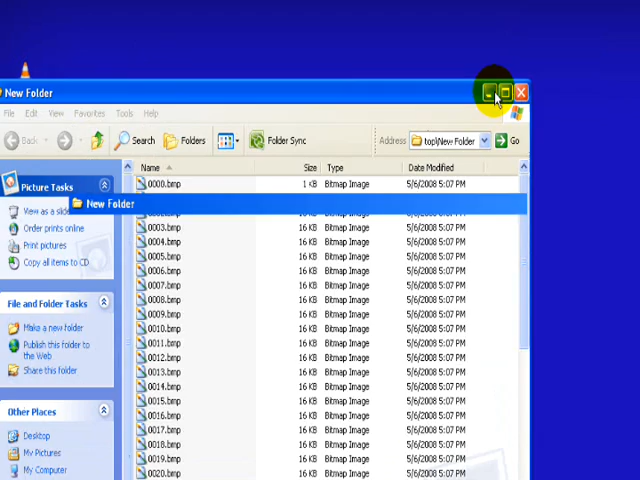 New Folder
File Edit View Favorites Tools Help
Back Search Folders Folder Sync Address top\New Folder Go
Name Size Type Date Modified
Picture Tasks
View as a slid
Order prints online
Print pictures
Copy all items to CD
File and Folder Tasks
Make a new folder
Publish this folder to
the Web
Share this folder
Other Places
Desktop
My Pictures
My Computer
0000.bmp 1 KB Bitmap Image 5/6/2008 5:07 PM
New Folder
0003.bmp 16 KB Bitmap Image 5/6/2008 5:07 PM
0004.bmp 16 KB Bitmap Image 5/6/2008 5:07 PM
0005.bmp 16 KB Bitmap Image 5/6/2008 5:07 PM
0006.bmp 16 KB Bitmap Image 5/6/2008 5:07 PM
0007.bmp 16 KB Bitmap Image 5/6/2008 5:07 PM
0008.bmp 16 KB Bitmap Image 5/6/2008 5:07 PM
0009.bmp 16 KB Bitmap Image 5/6/2008 5:07 PM
0010.bmp 16 KB Bitmap Image 5/6/2008 5:07 PM
0011.bmp 16 KB Bitmap Image 5/6/2008 5:07 PM
0012.bmp 16 KB Bitmap Image 5/6/2008 5:07 PM
0013.bmp 16 KB Bitmap Image 5/6/2008 5:07 PM
0014.bmp 16 KB Bitmap Image 5/6/2008 5:07 PM
0015.bmp 16 KB Bitmap Image 5/6/2008 5:07 PM
0016.bmp 16 KB Bitmap Image 5/6/2008 5:07 PM
0017.bmp 16 KB Bitmap Image 5/6/2008 5:07 PM
0018.bmp 16 KB Bitmap Image 5/6/2008 5:07 PM
0019.bmp 16 KB Bitmap Image 5/6/2008 5:07 PM
0020.bmp 16 KB Bitmap Image 5/6/2008 5:07 PM